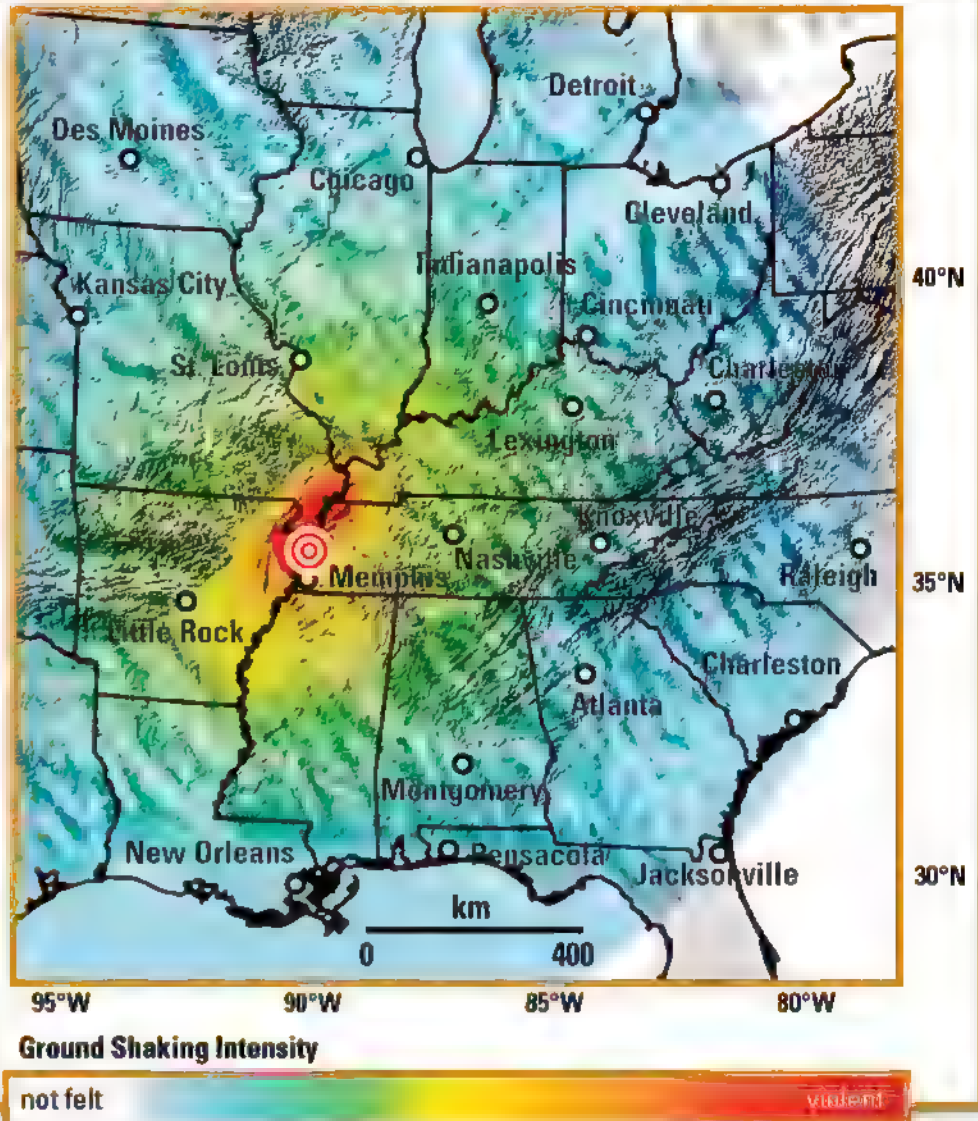 Detroit
Des Moines
Chicago
Cleveland
40°N
Indianapolis
Kansas City
Cincinnati
St. Louis
Charleston
Lexington
Knoxville
Nashville
Memphis
Raleigh
35°N
Little Rock
Charleston
Atlanta
Montgomery
New Orleans
Pensacola
Jacksonville
30°N
km
0 400
95°W 90°W 85°W 80°W
Ground Shaking Intensity
not felt violent